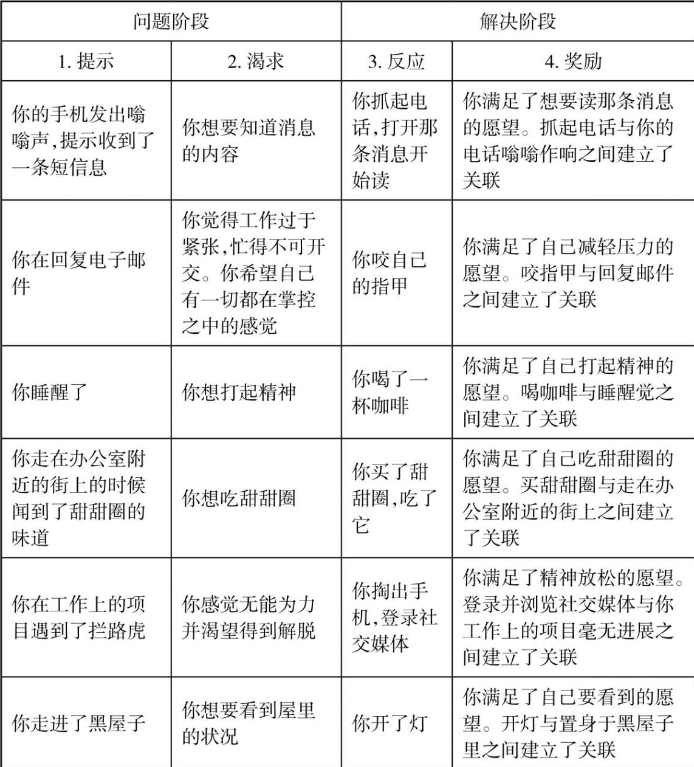 问题阶段
解决阶段
1. 提示
2. 渴求
3. 反应
4. 奖励
你的手机发出嗡
嗡声,提示收到了
一条短信息
你想要知道消息
的内容
你抓起电
话,打开那
条消息开
始读
你满足了想要读那条消息
的愿望。抓起电话与你的
电话嗡嗡作响之间建立了
关联
你在回复电子邮
件
你觉得工作过于
紧张,忙得不可开
交。你希望自己
有一切都在掌控
之中的感觉
你咬自己
的指甲
你满足了自己减轻压力的
愿望。咬指甲与回复邮件
之间建立了关联
你睡醒了
你想打起精神
你喝了一
杯咖啡
你满足了自己打起精神的
愿望。喝咖啡与睡醒觉之
间建立了关联
你走在办公室附
近的街上的时候
闻到了甜甜圈的
味道
你想吃甜甜圈
你买了甜
甜圈,吃了
它
你满足了自己吃甜甜圈的
愿望。买甜甜圈与走在办
公室附近的街上之间建立
了关联
你在工作上的项
目遇到了拦路虎
你感觉无能为力
并渴望得到解脱
你掏出手
机,登录社
交媒体
你满足了精神放松的愿望。
登录并浏览社交媒体与你
工作上的项目毫无进展之
间建立了关联
你走进了黑屋子
你想要看到屋里
的状况
你开了灯
你满足了自己要看到的愿
望。开灯与置身于黑屋子
里之间建立了关联